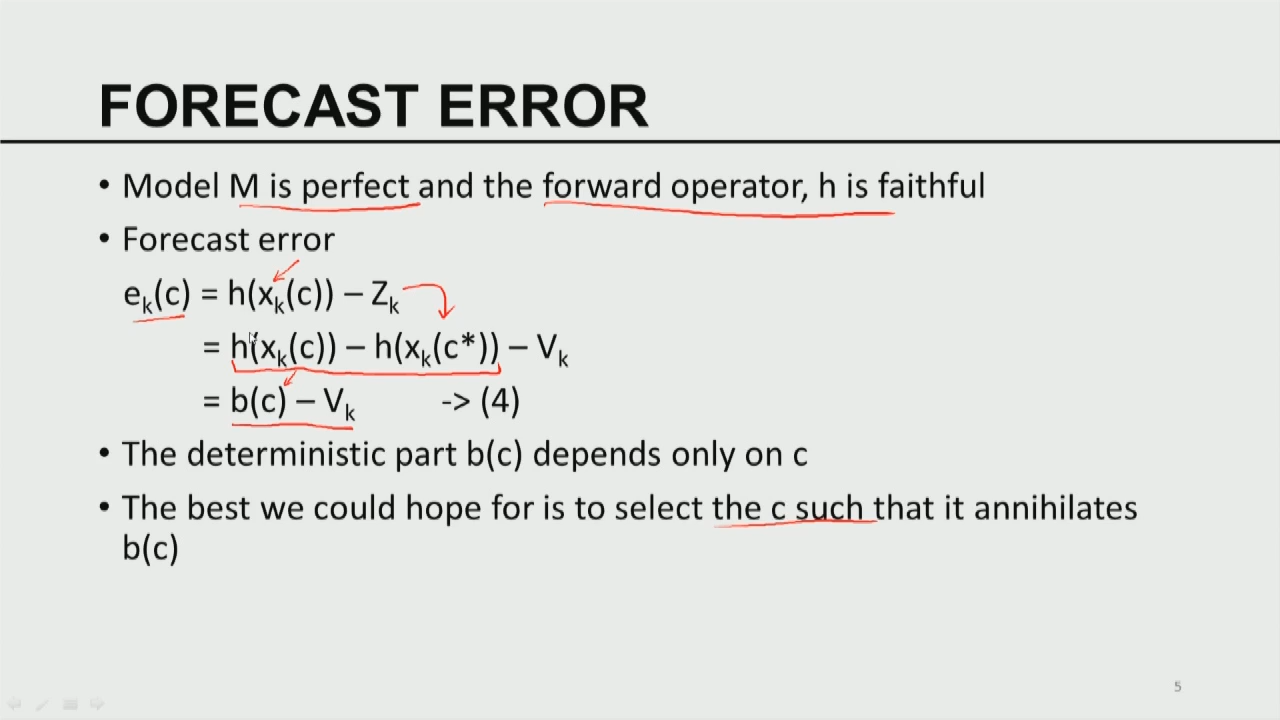 FORECAST ERROR
• Model M is perfect and the forward operator, h is faithful
• Forecast error
eₖ(c) = h(xₖ(c)) – Zₖ
= h(xₖ(c)) – h(xₖ(c*)) – Vₖ
= b(c) – Vₖ -> (4)
• The deterministic part b(c) depends only on c
• The best we could hope for is to select the c such that it annihilates
b(c)
5